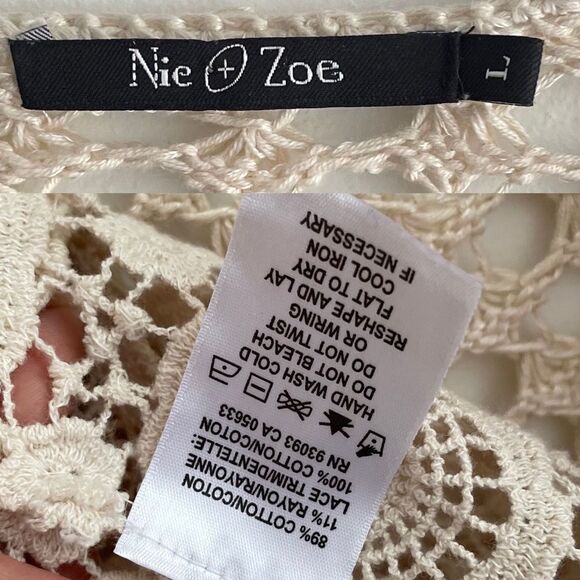 Nic + Zoe
L
89% COTTON/COTON
11% RAYON/RAYONNE
LACE TRIM/DENTELLE:
100% COTTON/COTON
RN 93093 CA 05633
HAND WASH COLD
DO NOT BLEACH
DO NOT TWIST
OR WRING
RESHAPE AND LAY
FLAT TO DRY
COOL IRON
IF NECESSARY